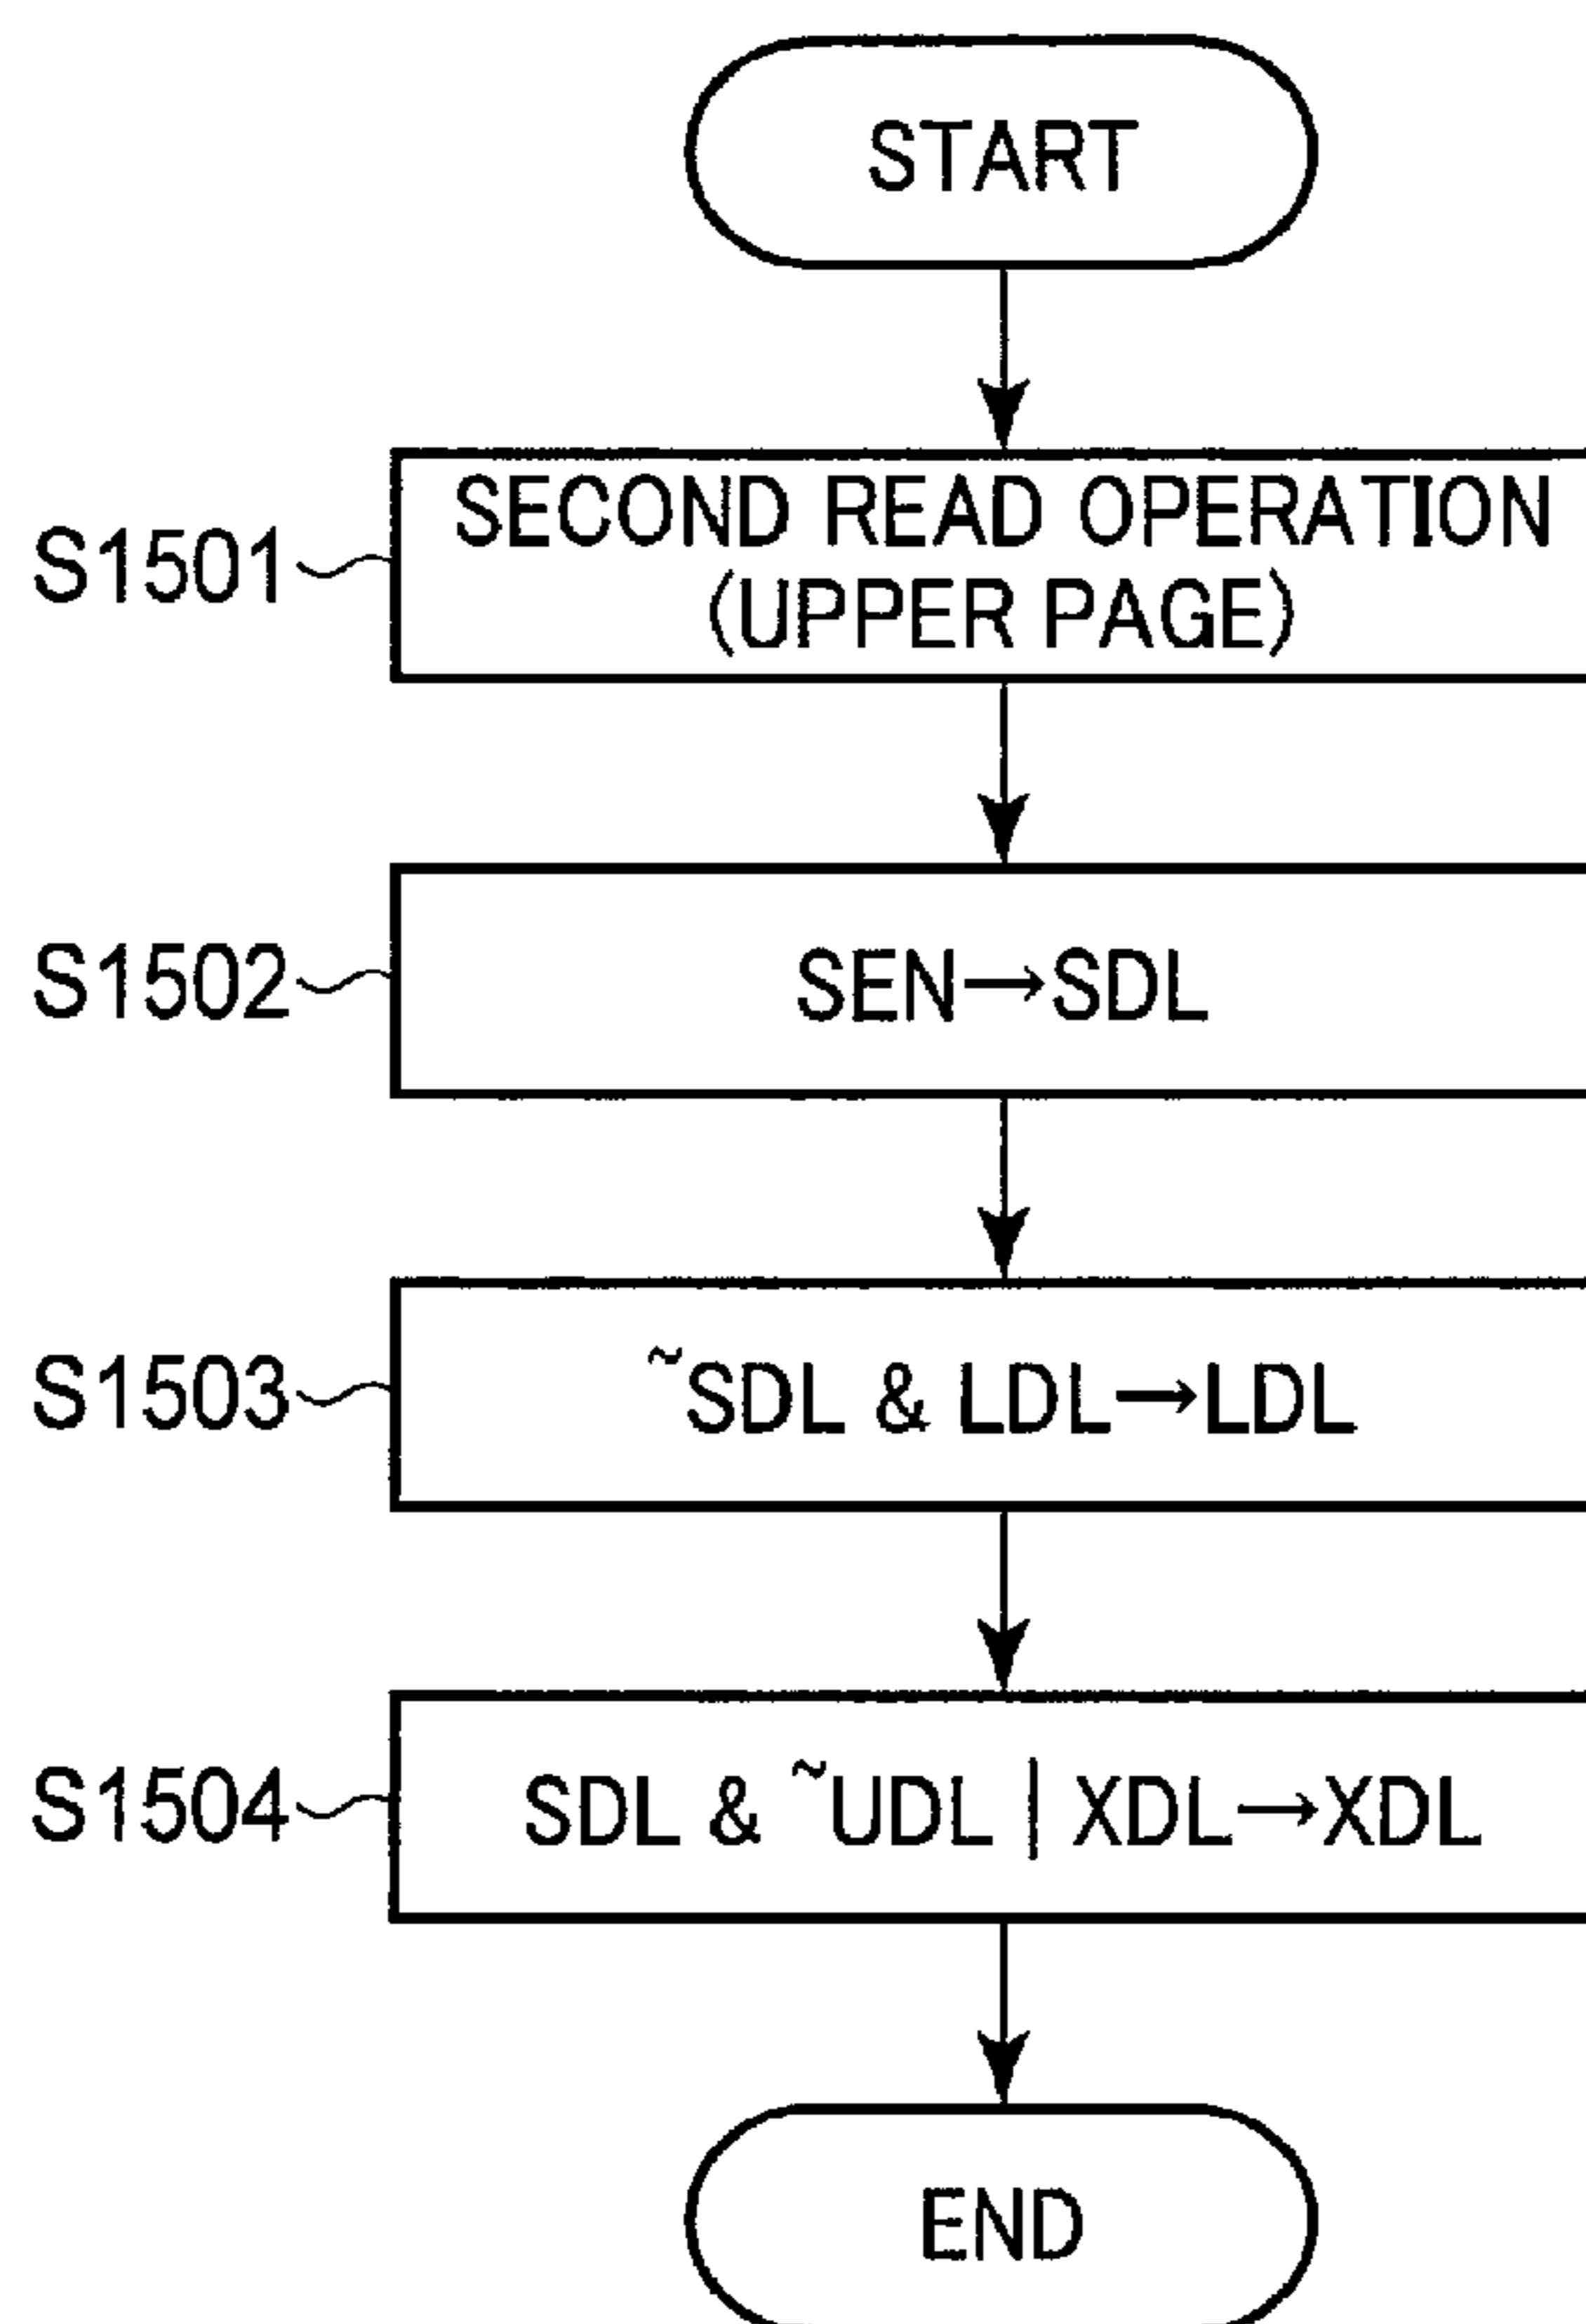 START
S1501
SECOND READ OPERATION
(UPPER PAGE)
S1502
SEN→SDL
S1503
~SDL & LDL→LDL
S1504
SDL & ~UDL | XDL→XDL
END